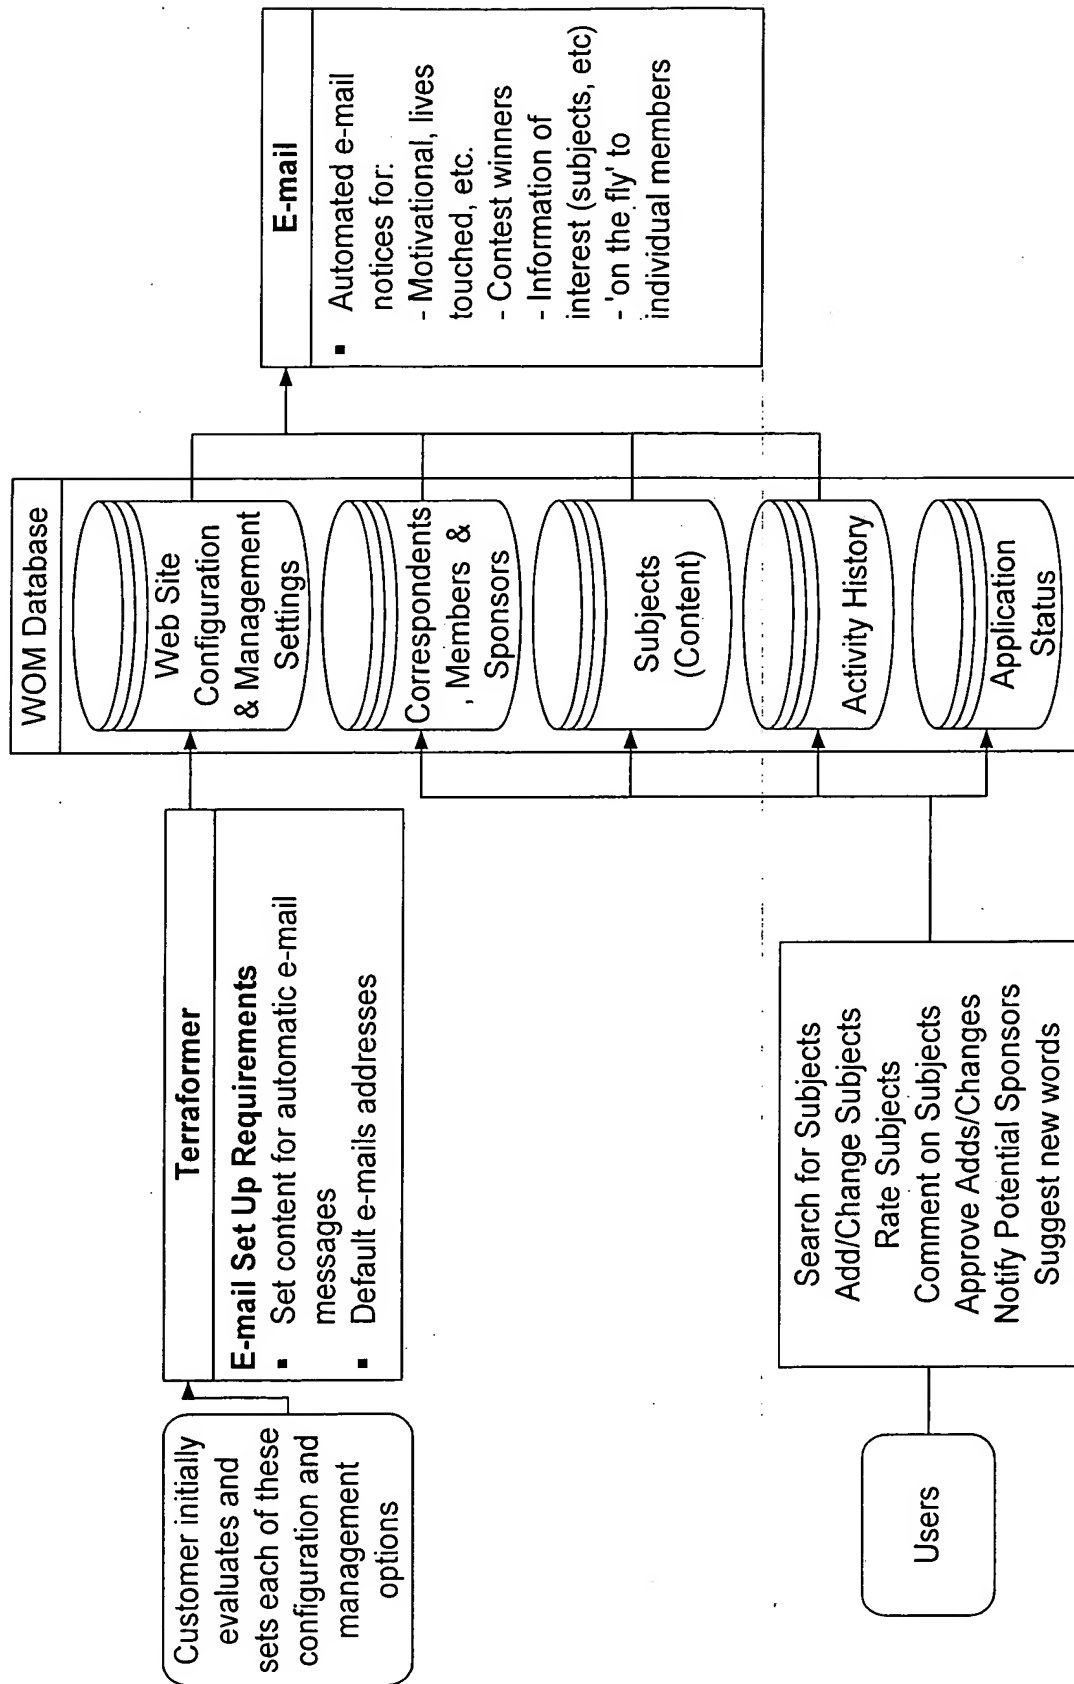 Customer initially
evaluates and
sets each of these
configuration and
management
options
Terraformer
E-mail Set Up Requirements
▪ Set content for automatic e-mail
messages
▪ Default e-mails addresses
WOM Database
Web Site
Configuration
& Management
Settings
Correspondents
, Members &
Sponsors
Subjects
(Content)
Activity History
Application
Status
E-mail
▪ Automated e-mail
notices for:
- Motivational, lives
touched, etc.
- Contest winners
- Information of
interest (subjects, etc)
- 'on the fly' to
individual members
Users
Search for Subjects
Add/Change Subjects
Rate Subjects
Comment on Subjects
Approve Adds/Changes
Notify Potential Sponsors
Suggest new words